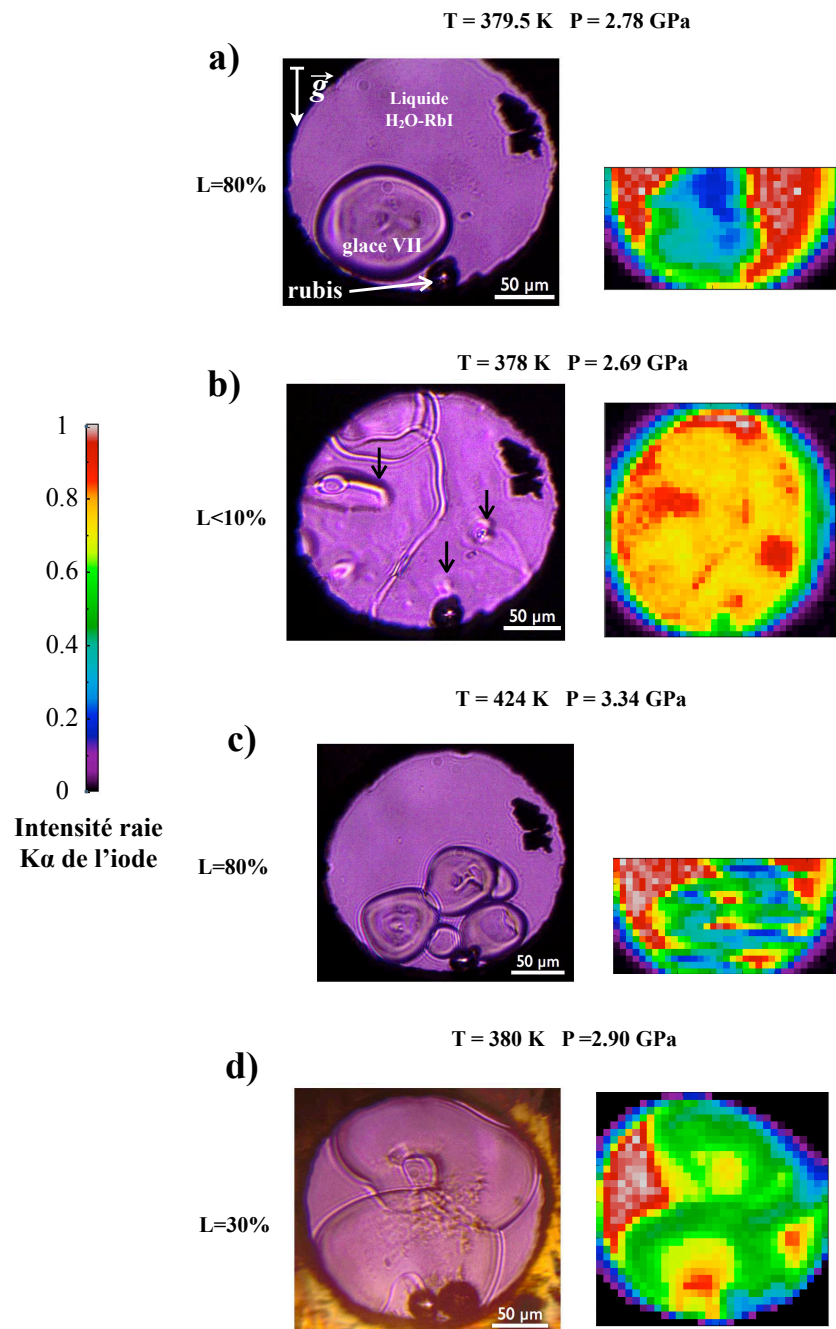 T = 379.5 K P = 2.78 GPa
a)
g
Liquide
H₂O-RbI
L=80%
glace VII
rubis
50 µm
T = 378 K P = 2.69 GPa
b)
L<10%
50 µm
1
0.8
0.6
0.4
0.2
0
Intensité raie
Kα de l'iode
T = 424 K P = 3.34 GPa
c)
L=80%
50 µm
T = 380 K P =2.90 GPa
d)
L=30%
50 µm